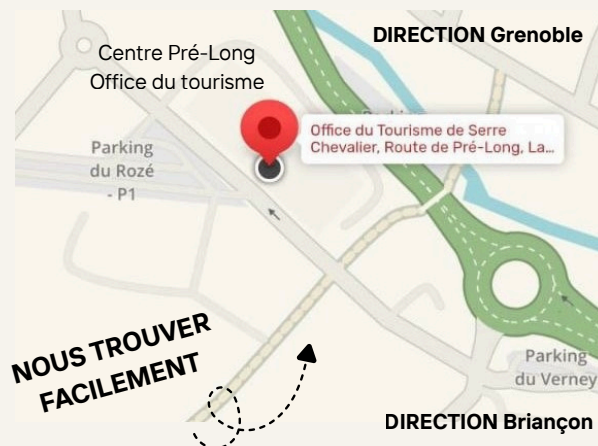 DIRECTION Grenoble
Centre Pré-Long
Office du tourisme
Office du Tourisme de Serre
Chevalier, Route de Pré-Long, La...
Parking
du Rozé
- P1
NOUS TROUVER
FACILEMENT
Parking
du Verney
DIRECTION Briançon